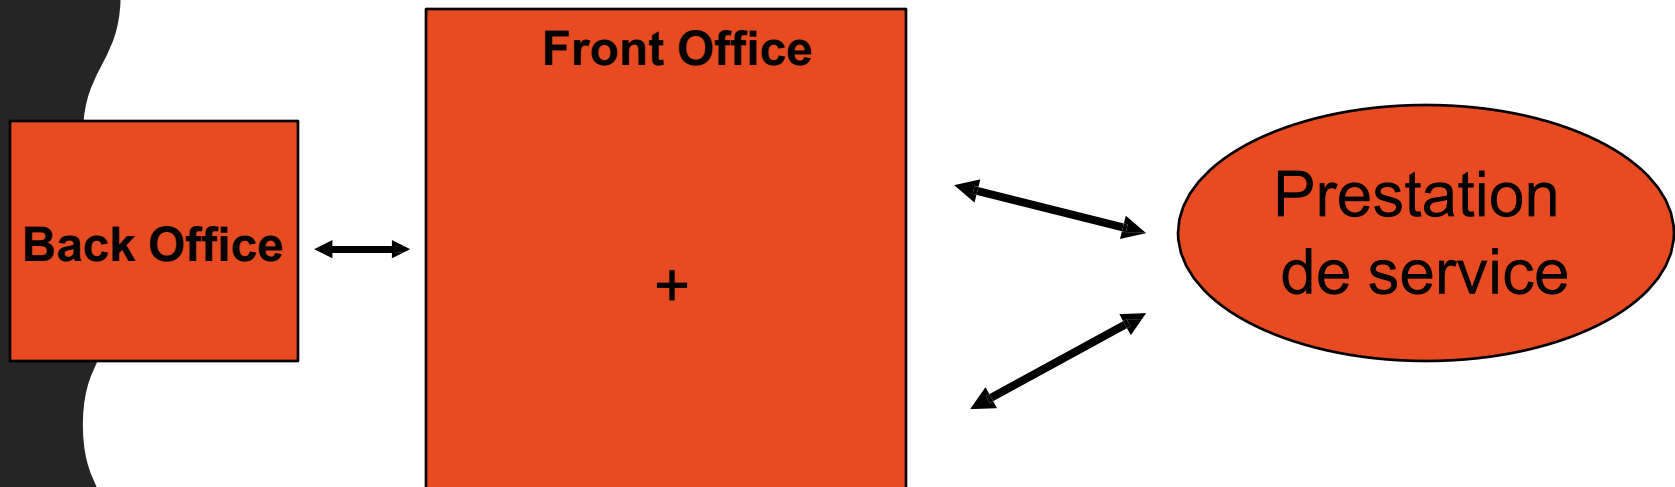 Back Office
Front Office
+
Prestation
de service